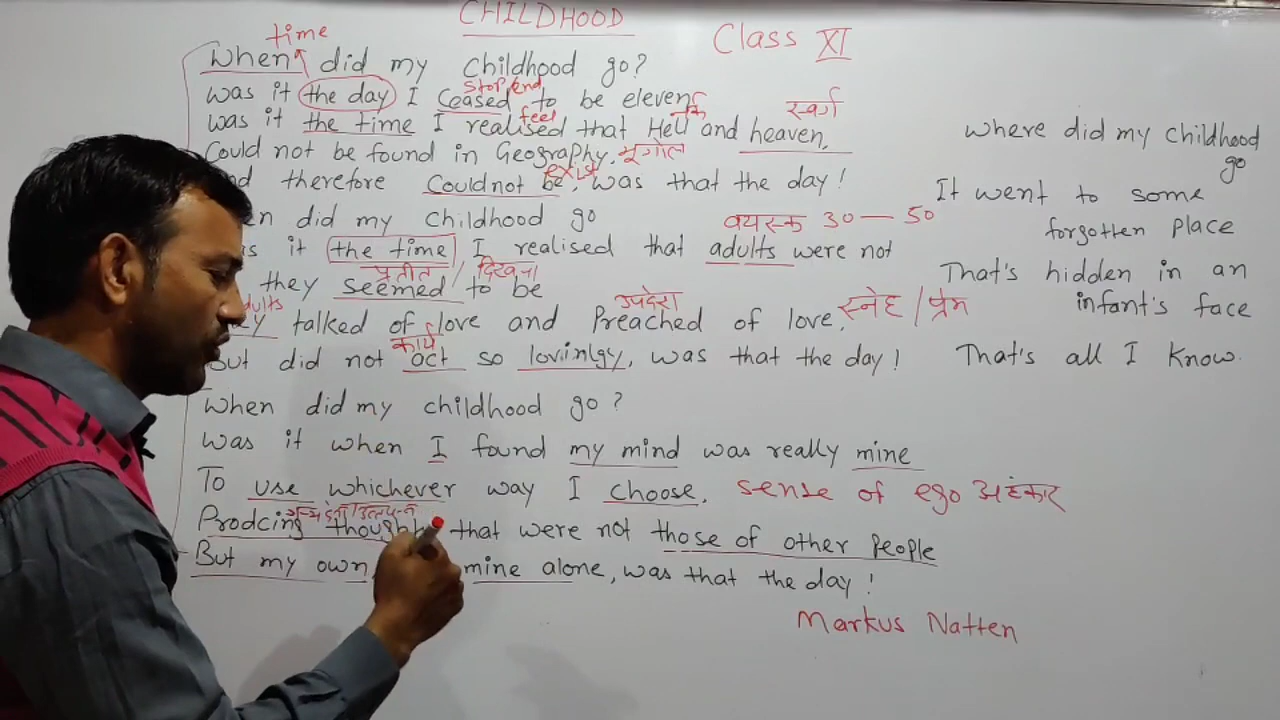 CHILDHOOD
Class XI
time
When did my childhood go?
stop/end
was it the day I Ceased to be eleven,
feel स्वर्ग
was it the time I realised that Hell and heaven,
Could not be found in Geography, भूगोल
exist
therefore Could not be, was that the day!
did my childhood go
वयस्क 30 — 50
it the time I realised that adults were not
प्रतीत / दिखना
they seemed to be
उपदेश
talked of love and Preached of love, स्नेह / प्रेम
कार्य
But did not act so loviinlgy, was that the day!
When did my childhood go?
Was it when I found my mind was really mine
To use whichever way I choose, sense of ego अहंकार
Prodcing thoughts that were not those of other People
But my own, mine alone, was that the day!
Markus Natten
where did my childhood
go
It went to some
forgotten Place
That's hidden in an
infant's face
That's all I know.